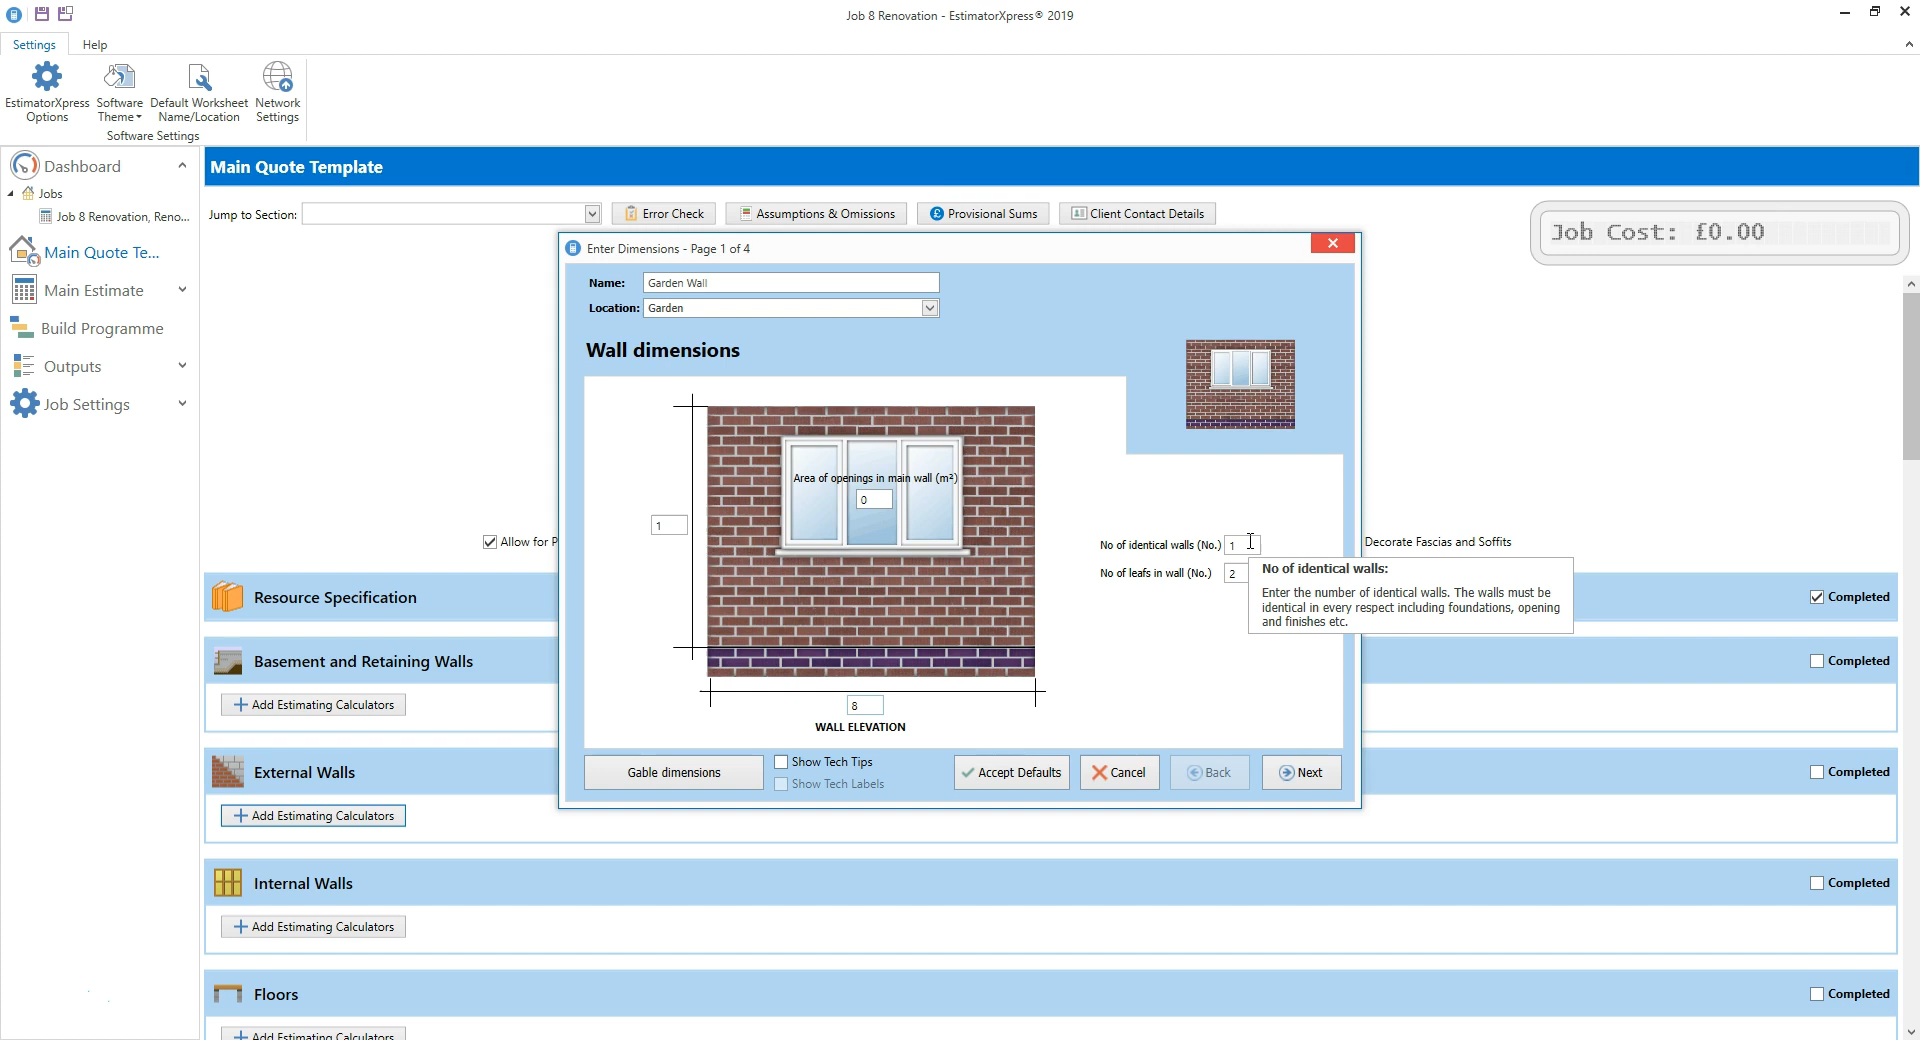 Job 8 Renovation - EstimatorXpress® 2019
Settings
Help
EstimatorXpress
Options
Software
Theme
Default Worksheet
Name/Location
Network
Settings
Software Settings
Dashboard
Jobs
Job 8 Renovation, Reno...
Main Quote Te...
Main Estimate
Build Programme
Outputs
Job Settings
Main Quote Template
Jump to Section:
Error Check
Assumptions & Omissions
£ Provisional Sums
Client Contact Details
Job Cost: £0.00
Enter Dimensions - Page 1 of 4
Name: Garden Wall
Location: Garden
Wall dimensions
Area of openings in main wall (m²)
0
1
8
WALL ELEVATION
No of identical walls (No.) 1
No of leafs in wall (No.) 2
No of identical walls:
Enter the number of identical walls. The walls must be
identical in every respect including foundations, opening
and finishes etc.
Gable dimensions
Show Tech Tips
Show Tech Labels
Accept Defaults
Cancel
Back
Next
Allow for P
Decorate Fascias and Soffits
Resource Specification
Completed
Basement and Retaining Walls
Completed
Add Estimating Calculators
External Walls
Completed
Add Estimating Calculators
Internal Walls
Completed
Add Estimating Calculators
Floors
Completed
Add Estimating Calculators